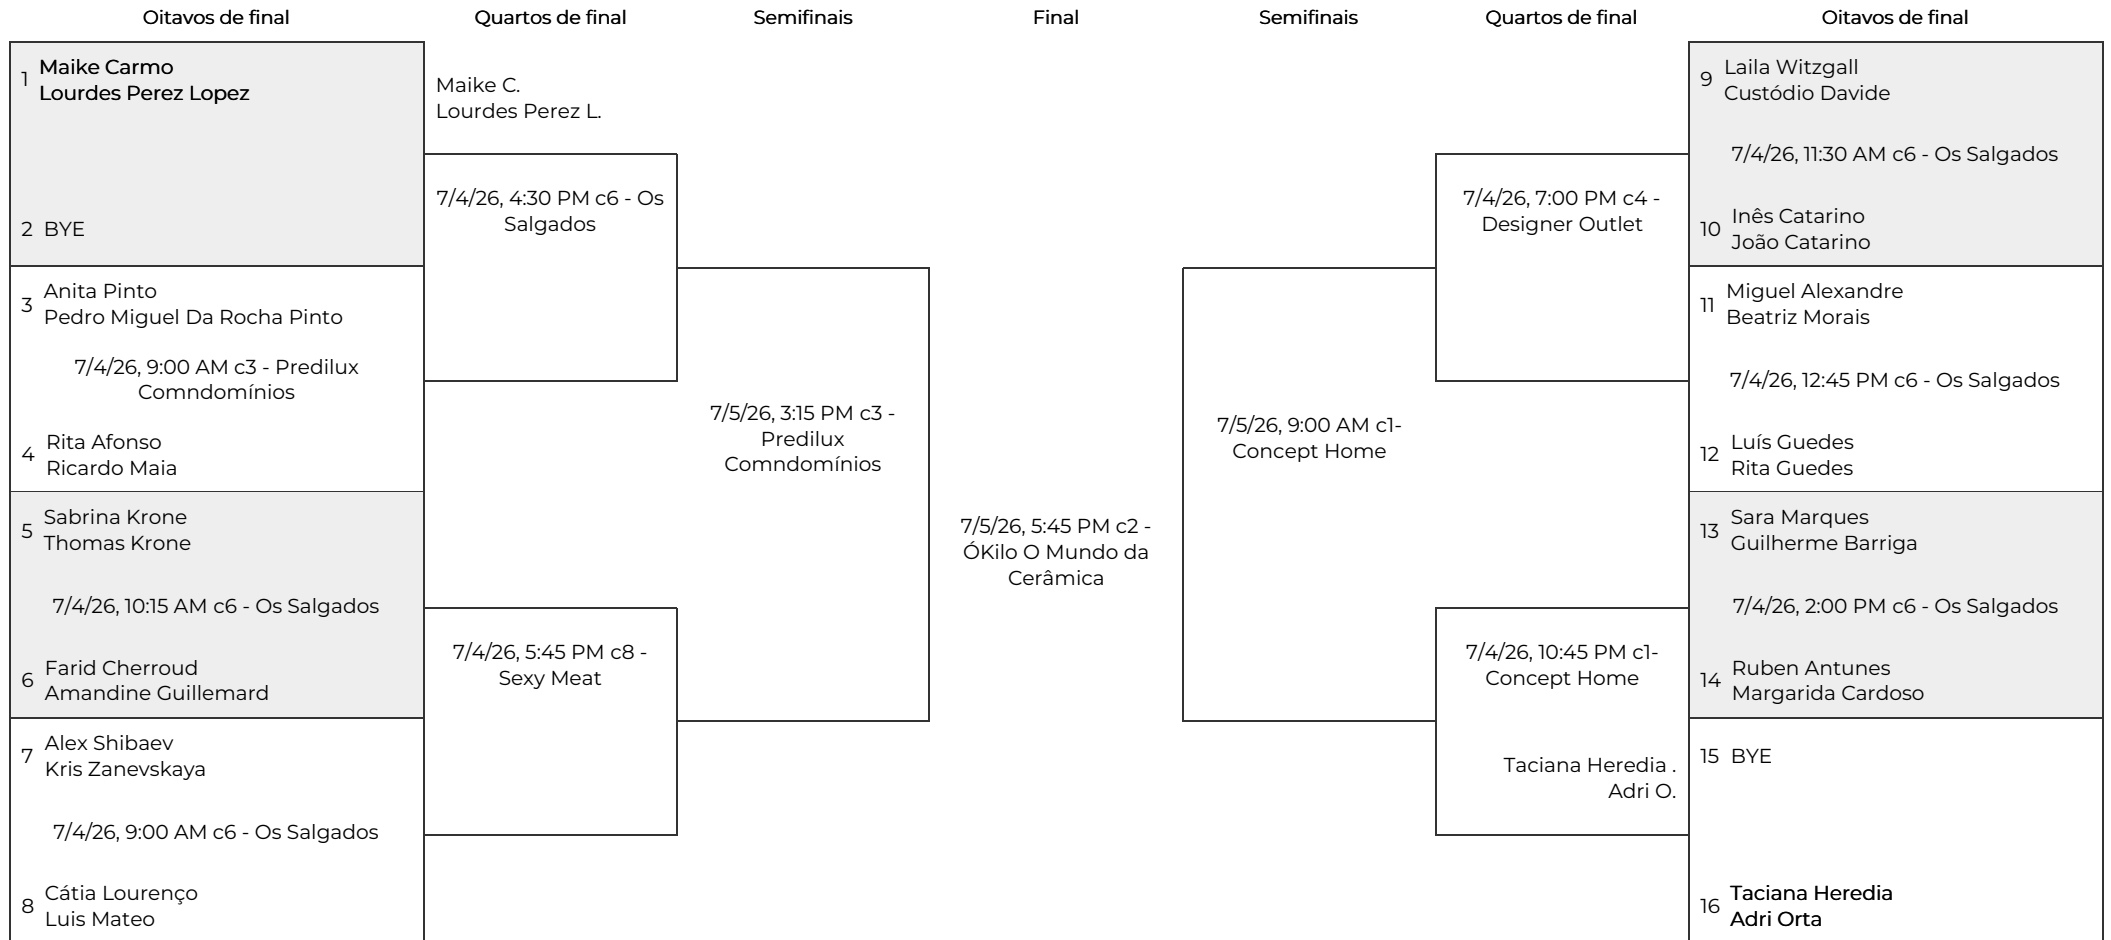 Oitavos de final
Quartos de final
Semifinais
Final
Semifinais
Quartos de final
Oitavos de final
1
Maike Carmo
Lourdes Perez Lopez
2 BYE
3
Anita Pinto
Pedro Miguel Da Rocha Pinto
7/4/26, 9:00 AM c3 - Predilux
Comndomínios
4
Rita Afonso
Ricardo Maia
5
Sabrina Krone
Thomas Krone
7/4/26, 10:15 AM c6 - Os Salgados
6
Farid Cherroud
Amandine Guillemard
7
Alex Shibaev
Kris Zanevskaya
7/4/26, 9:00 AM c6 - Os Salgados
8
Cátia Lourenço
Luis Mateo
Maike C.
Lourdes Perez L.
7/4/26, 4:30 PM c6 - Os
Salgados
7/4/26, 5:45 PM c8 -
Sexy Meat
7/5/26, 3:15 PM c3 -
Predilux
Comndomínios
7/5/26, 5:45 PM c2 -
ÓKilo O Mundo da
Cerâmica
7/5/26, 9:00 AM c1-
Concept Home
7/4/26, 7:00 PM c4 -
Designer Outlet
7/4/26, 10:45 PM c1-
Concept Home
Taciana Heredia .
Adri O.
9
Laila Witzgall
Custódio Davide
7/4/26, 11:30 AM c6 - Os Salgados
10
Inês Catarino
João Catarino
11
Miguel Alexandre
Beatriz Morais
7/4/26, 12:45 PM c6 - Os Salgados
12
Luís Guedes
Rita Guedes
13
Sara Marques
Guilherme Barriga
7/4/26, 2:00 PM c6 - Os Salgados
14
Ruben Antunes
Margarida Cardoso
15 BYE
16
Taciana Heredia
Adri Orta